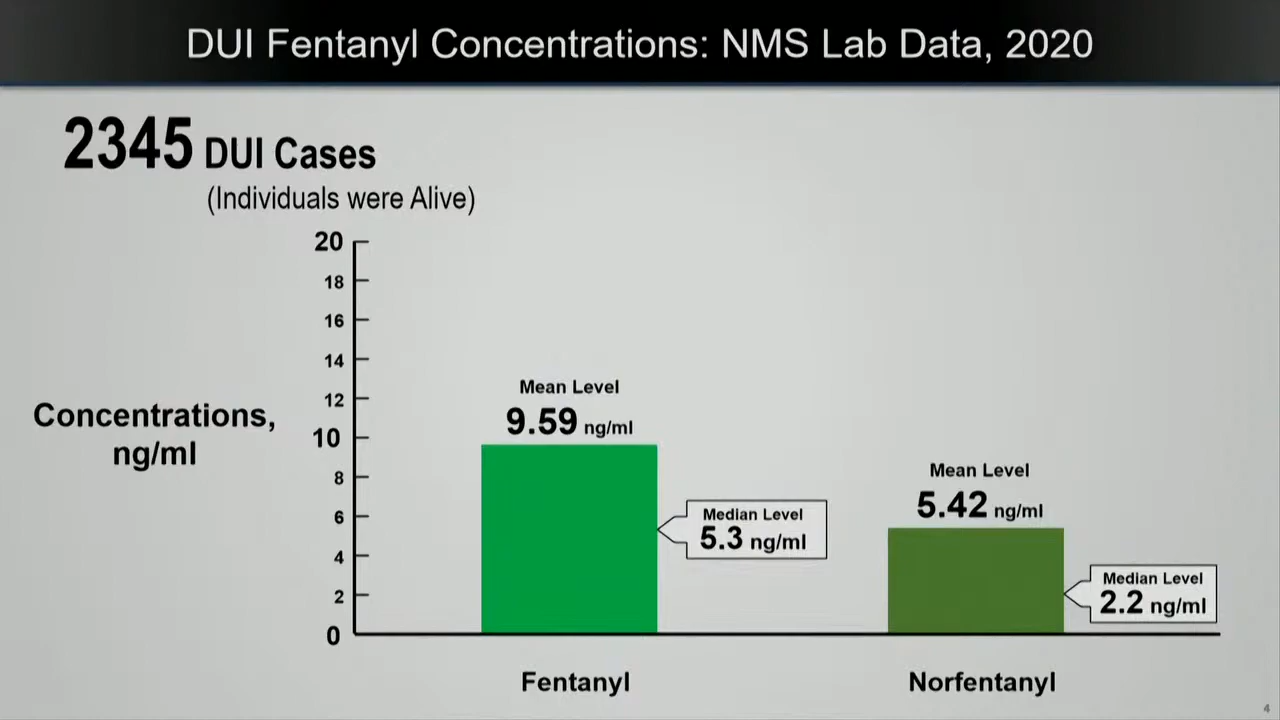 DUI Fentanyl Concentrations: NMS Lab Data, 2020
2345 DUI Cases
(Individuals were Alive)
20
18
16
14
12
10
8
6
4
2
0
Concentrations,
ng/ml
Mean Level
9.59 ng/ml
Median Level
5.3 ng/ml
Mean Level
5.42 ng/ml
Median Level
2.2 ng/ml
Fentanyl
Norfentanyl
4